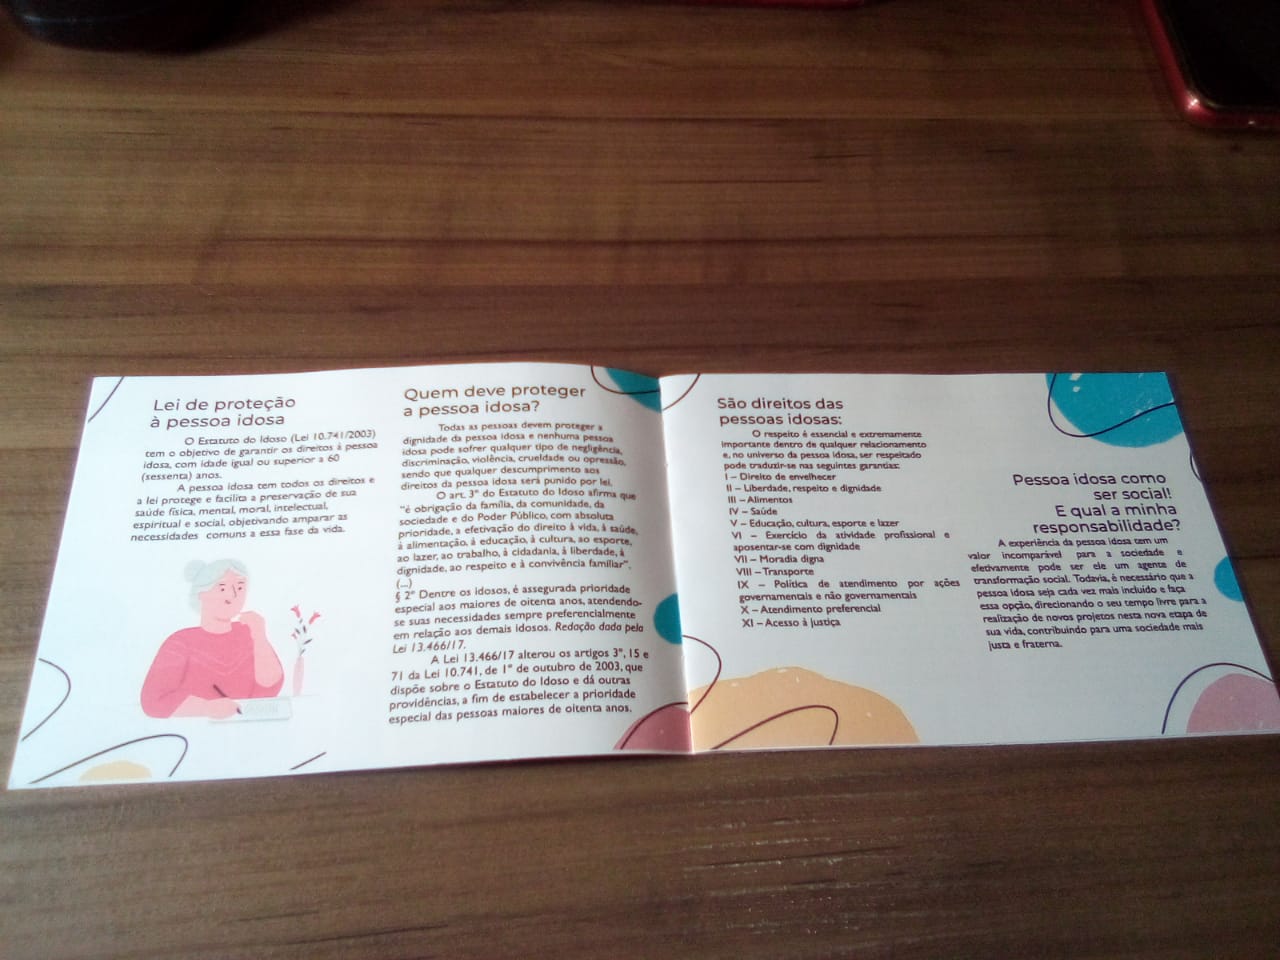 Lei de proteção
à pessoa idosa
O Estatuto do Idoso (Lei 10.741/2003)
tem o objetivo de garantir os direitos à pessoa
idosa, com idade igual ou superior a 60
(sessenta) anos.
A pessoa idosa tem todos os direitos e
a lei protege e facilita a preservação de sua
saúde física, mental, moral, intelectual,
espiritual e social, objetivando amparar as
necessidades comuns a essa fase da vida.
Quem deve proteger
a pessoa idosa?
Todas as pessoas devem proteger a
dignidade da pessoa idosa e nenhuma pessoa
idosa pode sofrer qualquer tipo de negligência,
discriminação, violência, crueldade ou opressão,
sendo que qualquer descumprimento aos
direitos da pessoa idosa será punido por lei.
O art. 3º do Estatuto do Idoso afirma que
"é obrigação da família, da comunidade, da
sociedade e do Poder Público, com absoluta
prioridade, a efetivação do direito à vida, à saúde,
à alimentação, à educação, à cultura, ao esporte,
ao lazer, ao trabalho, à cidadania, à liberdade, à
dignidade, ao respeito e à convivência familiar".
(...)
§ 2º Dentre os idosos, é assegurada prioridade
especial aos maiores de oitenta anos, atendendo-
se suas necessidades sempre preferencialmente
em relação aos demais idosos. Redação dada pela
Lei 13.466/17.
A Lei 13.466/17 alterou os artigos 3º, 15 e
71 da Lei 10.741, de 1º de outubro de 2003, que
dispõe sobre o Estatuto do Idoso e dá outras
providências, a fim de estabelecer a prioridade
especial das pessoas maiores de oitenta anos.
São direitos das
pessoas idosas:
O respeito é essencial e extremamente
importante dentro de qualquer relacionamento
e, no universo da pessoa idosa, ser respeitado
pode traduzir-se nas seguintes garantias:
I – Direito de envelhecer
II – Liberdade, respeito e dignidade
III – Alimentos
IV – Saúde
V – Educação, cultura, esporte e lazer
VI – Exercício da atividade profissional e
aposentar-se com dignidade
VII – Moradia digna
VIII – Transporte
IX – Política de atendimento por ações
governamentais e não governamentais
X – Atendimento preferencial
XI – Acesso à justiça
Pessoa idosa como
ser social!
E qual a minha
responsabilidade?
A experiência da pessoa idosa tem um
valor incomparável para a sociedade e
efetivamente pode ser ele um agente de
transformação social. Todavia, é necessário que a
pessoa idosa seja cada vez mais incluído e faça
essa opção, direcionando o seu tempo livre para a
realização de novos projetos nesta nova etapa de
sua vida, contribuindo para uma sociedade mais
justa e fraterna.